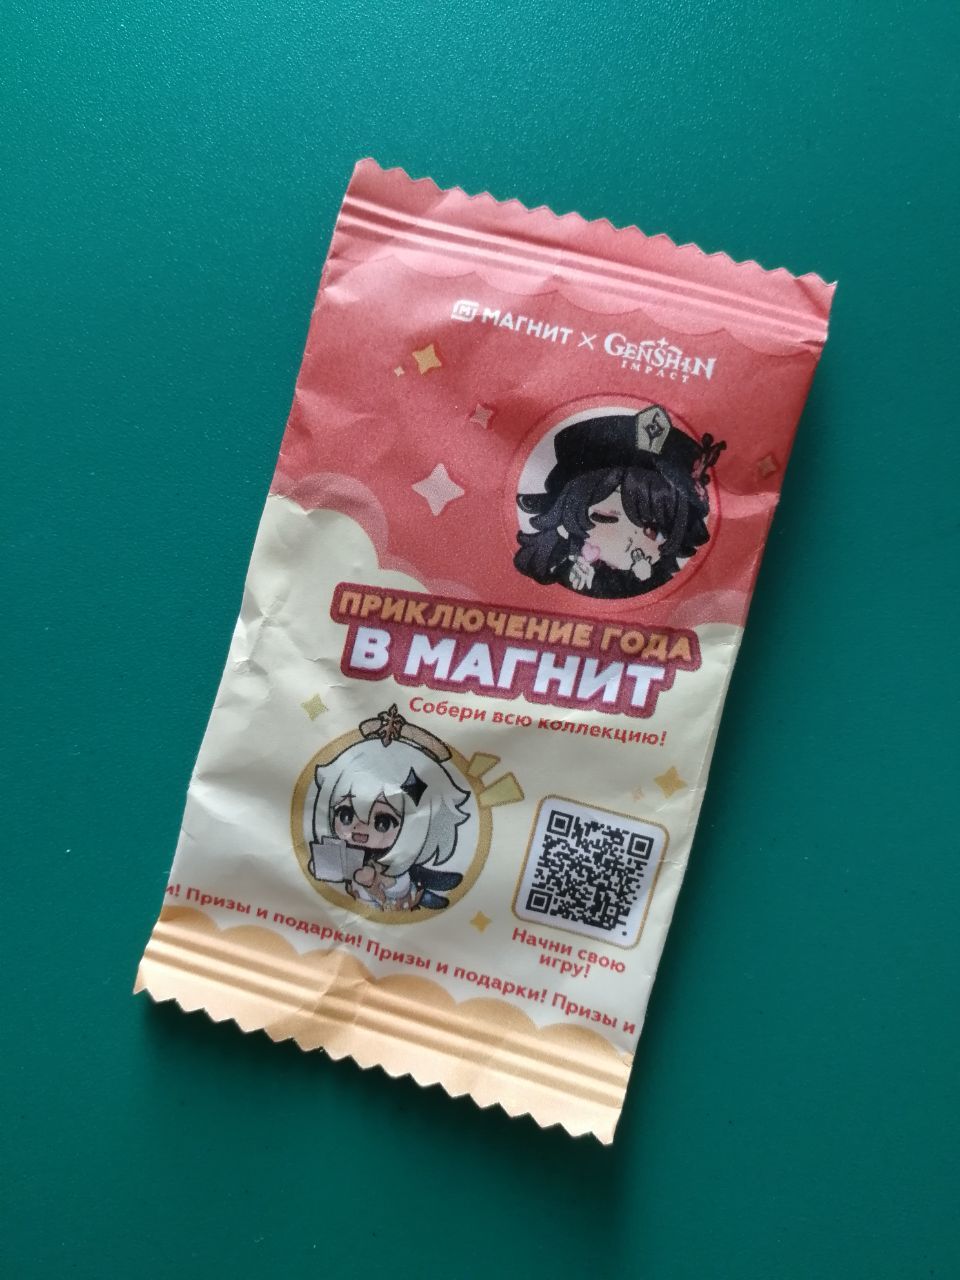 М МАГНИТ × GENSHIN
IMPACT
ПРИКЛЮЧЕНИЕ ГОДА
В МАГНИТ
Собери всю коллекцию!
Начни свою
игру!
и! Призы и подарки! Призы и подарки! Призы и